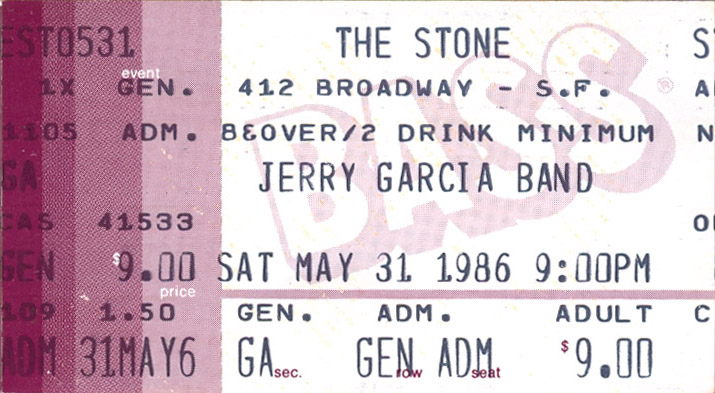 EST0531 THE STONE S
event
1X GEN. 412 BROADWAY - S.F. ® A
1105 ADM. 8&OVER/2 DRINK MINIMUM N
BASS
GA JERRY GARCIA BAND
CAS 41533 O
GEN $9.00 SAT MAY 31 1986 9:00PM
price
109 1.50 GEN. ADM. ADULT C
ADM 31MAY6 GA GEN ADM $9.00
sec. row seat